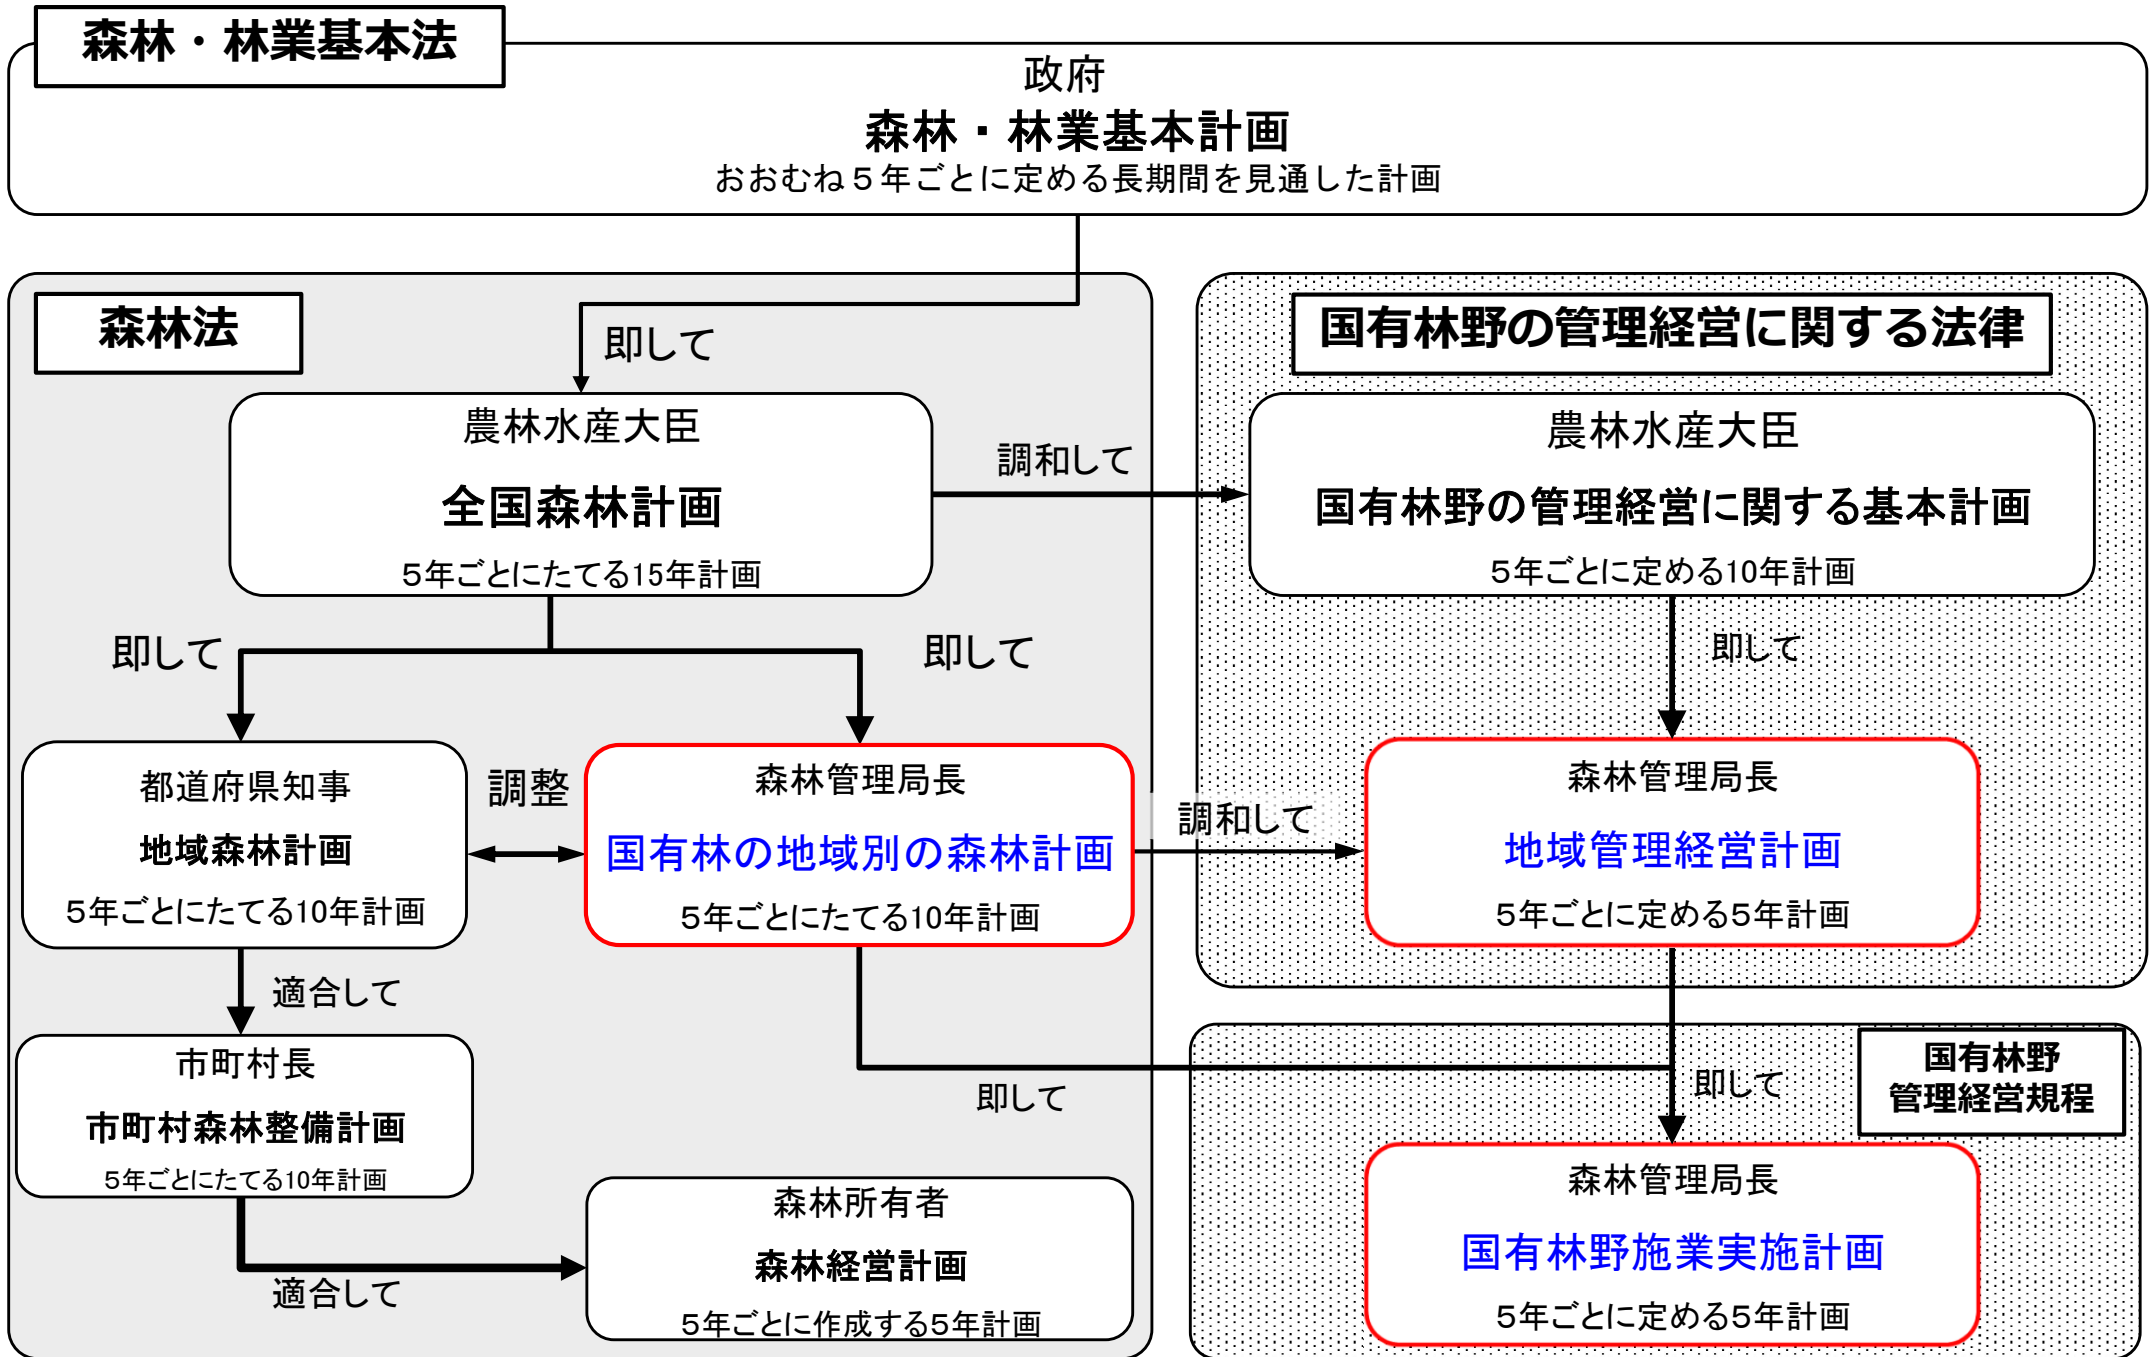 森林・林業基本法
政府
森林・林業基本計画
おおむね５年ごとに定める長期間を見通した計画
森林法
即して
農林水産大臣
全国森林計画
５年ごとにたてる15年計画
調和して
国有林野の管理経営に関する法律
農林水産大臣
国有林野の管理経営に関する基本計画
５年ごとに定める10年計画
即して
即して
即して
都道府県知事
地域森林計画
５年ごとにたてる10年計画
調整
森林管理局長
国有林の地域別の森林計画
５年ごとにたてる10年計画
調和して
森林管理局長
地域管理経営計画
５年ごとに定める５年計画
適合して
市町村長
市町村森林整備計画
５年ごとにたてる10年計画
適合して
森林所有者
森林経営計画
５年ごとに作成する５年計画
即して
即して
国有林野
管理経営規程
森林管理局長
国有林野施業実施計画
５年ごとに定める５年計画